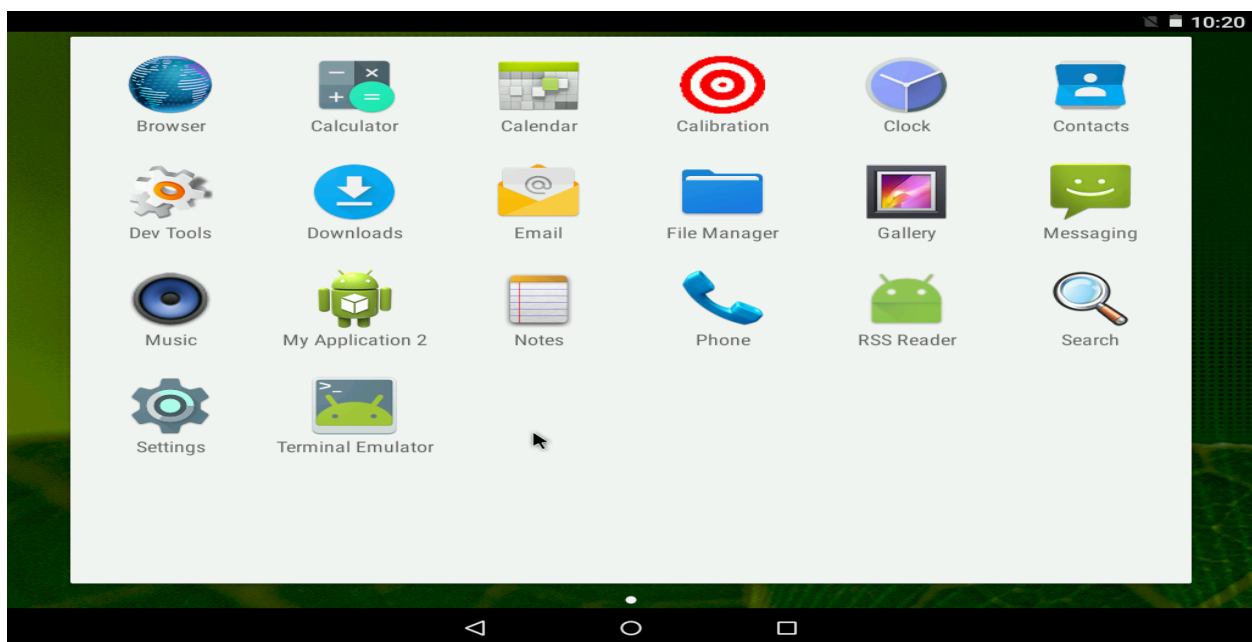 10:20
Browser Calculator Calendar Calibration Clock Contacts
Dev Tools Downloads Email File Manager Gallery Messaging
Music My Application 2 Notes Phone RSS Reader Search
Settings Terminal Emulator